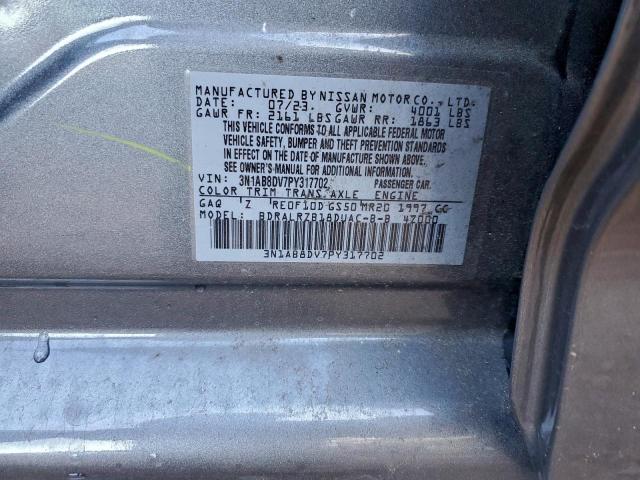 MANUFACTURED BY NISSAN MOTOR CO., LTD.
DATE: 07/23 GVWR: 4001 LBS
GAWR FR: 2161 LBS GAWR RR: 1863 LBS
THIS VEHICLE CONFORMS TO ALL APPLICABLE FEDERAL MOTOR
VEHICLE SAFETY, BUMPER AND THEFT PREVENTION STANDARDS
IN EFFECT ON THE DATE OF MANUFACTURE SHOWN ABOVE.
SEE OWNER'S MANUAL FOR ADDITIONAL INFORMATION
VIN: 3N1AB8DV7PY317702 PASSENGER CAR.
COLOR TRIM TRANS. AXLE ENGINE
GAQ Z RE0F10D GS50 MR20 1997 CC
MODEL: BDRALRZB18DUAC-B-B 4Z000
3N1AB8DV7PY317702